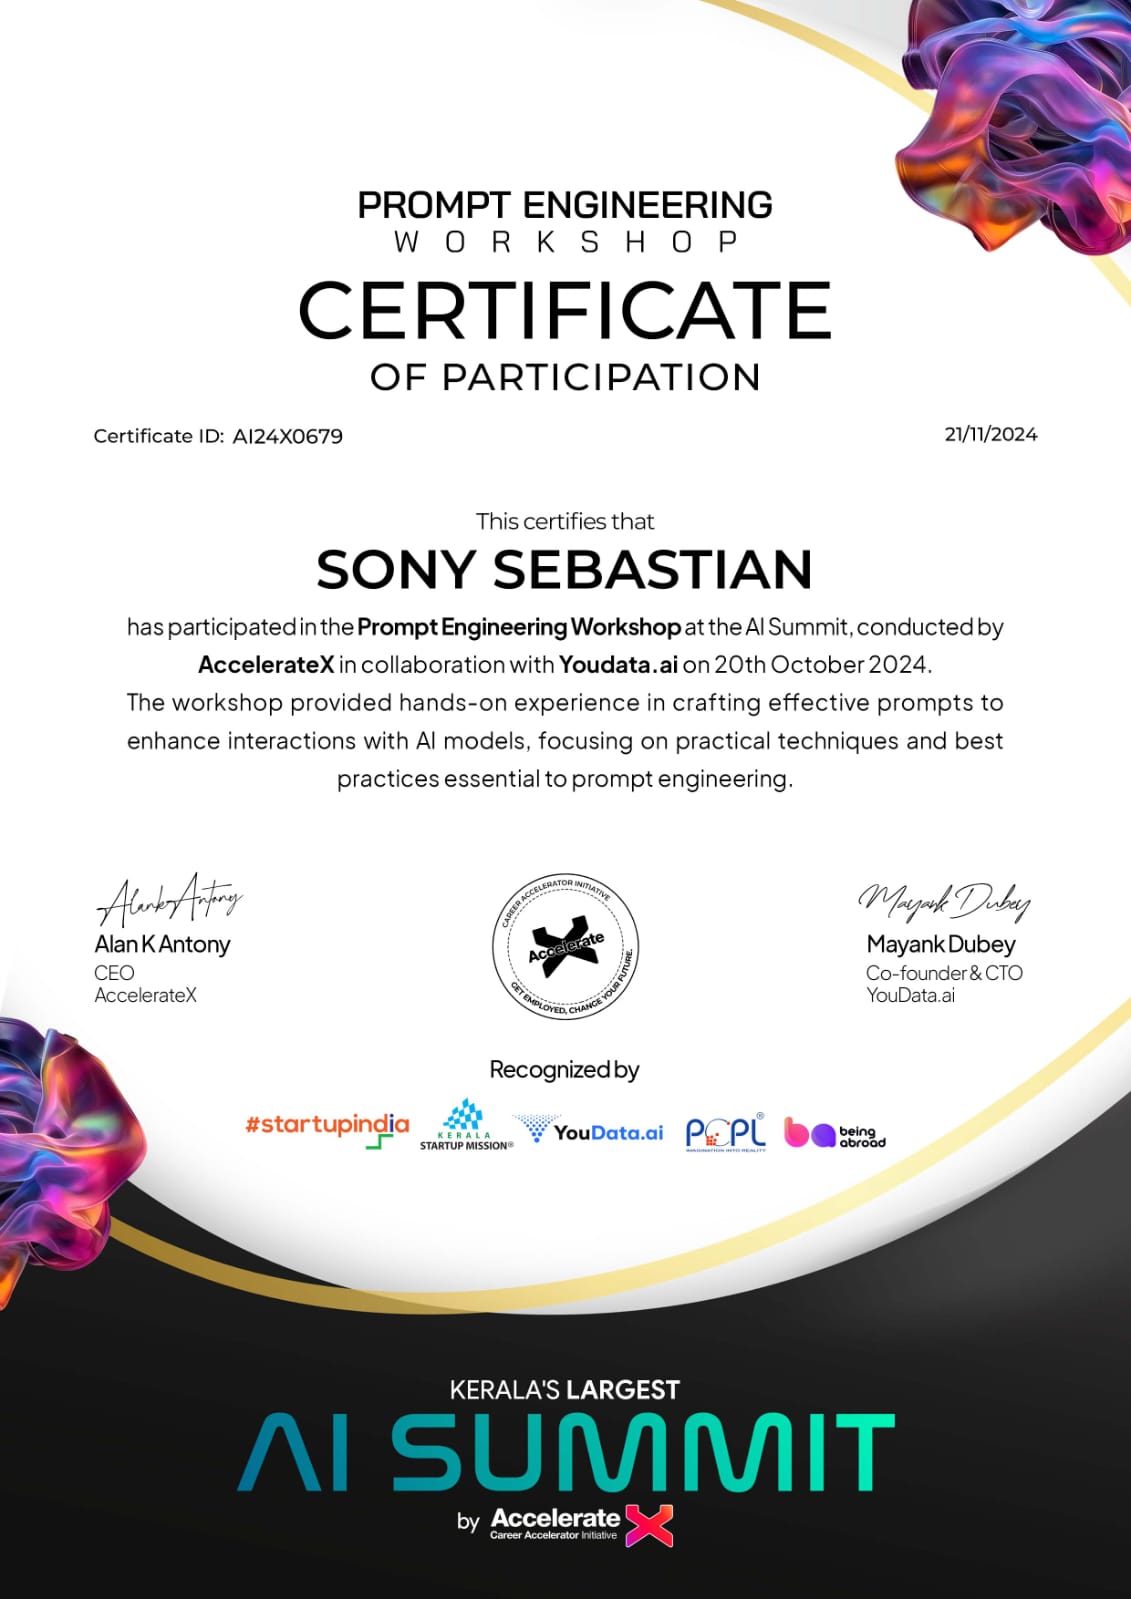 PROMPT ENGINEERING
WORKSHOP
CERTIFICATE
OF PARTICIPATION
Certificate ID: AI24X0679
21/11/2024
This certifies that
SONY SEBASTIAN
has participated in the Prompt Engineering Workshop at the AI Summit, conducted by
AccelerateX in collaboration with Youdata.ai on 20th October 2024.
The workshop provided hands-on experience in crafting effective prompts to
enhance interactions with AI models, focusing on practical techniques and best
practices essential to prompt engineering.
Alan K Antony
Alan K Antony
CEO
AccelerateX
CAREER ACCELERATOR INITIATIVE
Accelerate
GET EMPLOYED, CHANGE YOUR FUTURE.
Mayank Dubey
Mayank Dubey
Co-founder & CTO
YouData.ai
Recognized by
#startupindia
KERALA
STARTUP MISSION®
YouData.ai
PCPL®
IMAGINATION INTO REALITY
ba being
abroad
KERALA'S LARGEST
AI SUMMIT
by AccelerateX
Career Accelerator Initiative